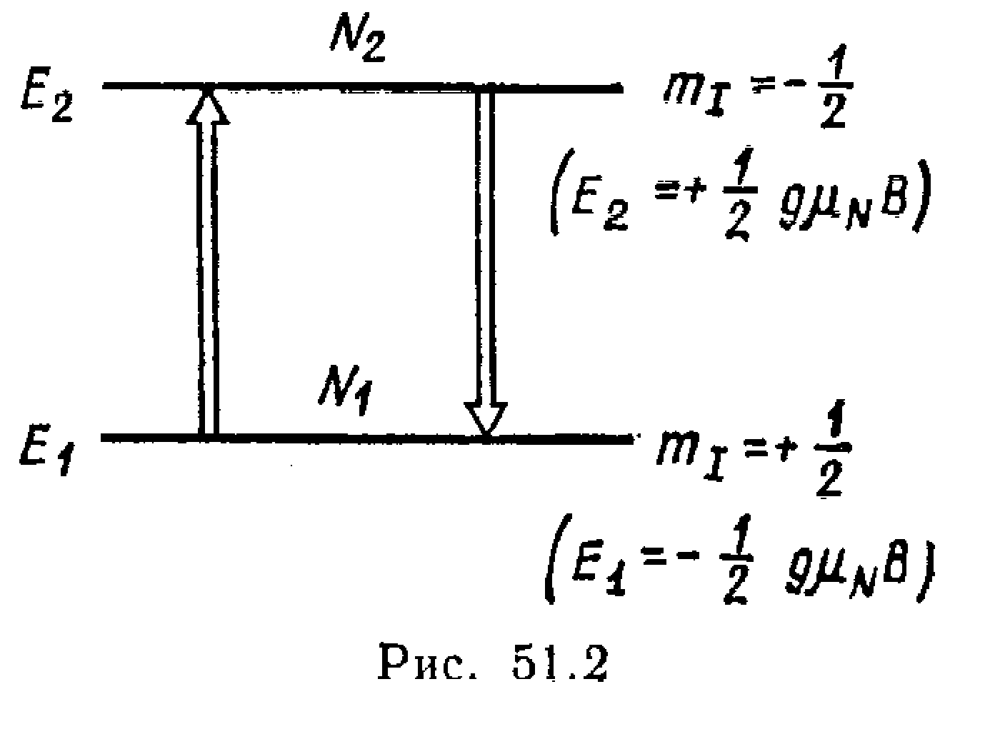 N₂
E₂ m_I = - 1/2
(E₂ = + 1/2 gμ_N B)
N₁
E₁ m_I = + 1/2
(E₁ = - 1/2 gμ_N B)
Рис. 51.2